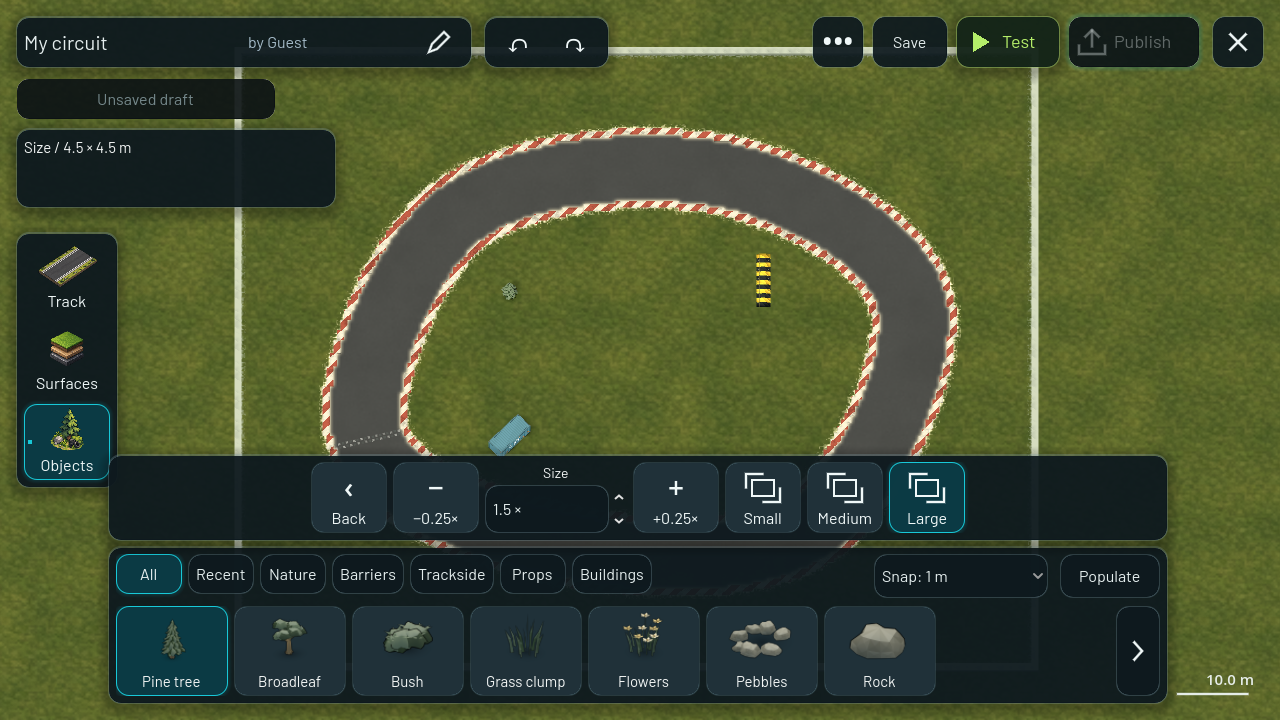 My circuit
by Guest
Save
Test
Publish
Unsaved draft
Size / 4.5 × 4.5 m
Track
Surfaces
Objects
Size
‹
Back
−
−0.25×
1.5 ×
+
+0.25×
Small
Medium
Large
All
Recent
Nature
Barriers
Trackside
Props
Buildings
Snap: 1 m
Populate
Pine tree
Broadleaf
Bush
Grass clump
Flowers
Pebbles
Rock
10.0 m